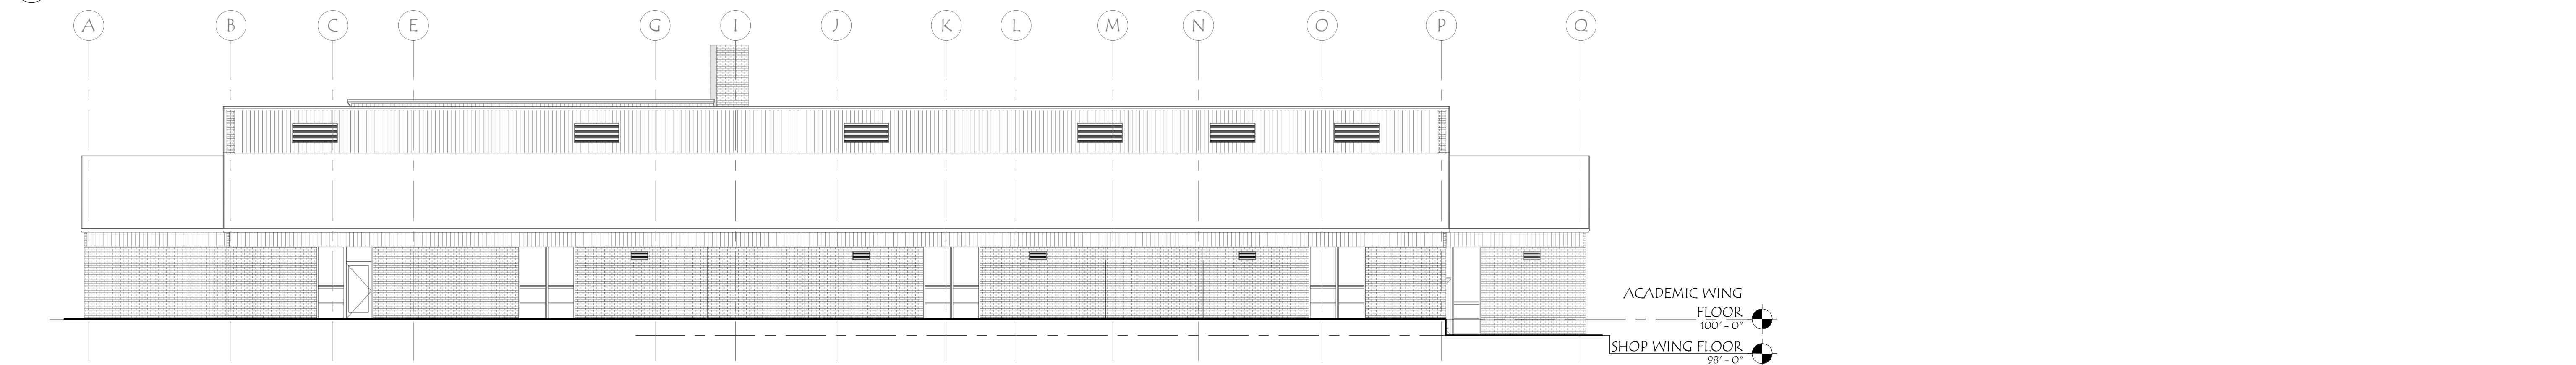 A B C E G I J K L M N O P Q
ACADEMIC WING
FLOOR
100' - 0"
SHOP WING FLOOR
98' - 0"